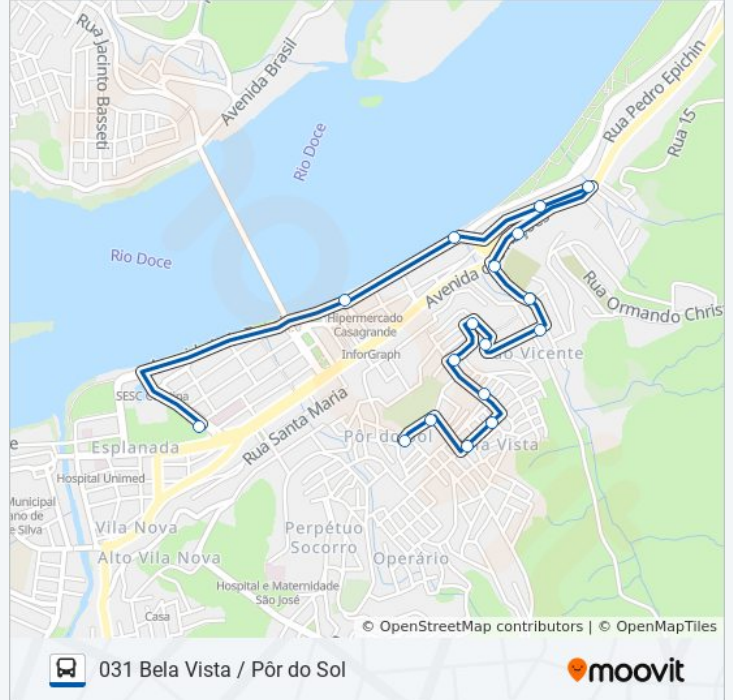 Rua Jacinto Basseti
Avenida Brasil
Rua Pedro Epichin
Rua 15
Rio Doce
Rio Doce
Avenida
Rua Ormando Chris
Hipermercado
Casagrande
InforGraph
Vicente
SESC
Rua Santa Maria
Pôr do Sol
Vista
Esplanada
Hospital Unimed
Municipal
ano de
e Silva
Vila Nova
Alto Vila Nova
Perpétuo
Socorro
Operário
Hospital e Maternidade
São José
Casa
© OpenStreetMap contributors | © OpenMapTiles
031 Bela Vista / Pôr do Sol
moovit